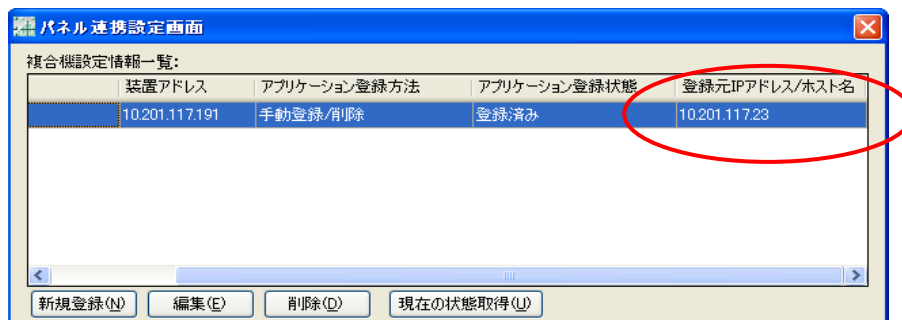 パネル連携設定画面
複合機設定情報一覧:
装置アドレス アプリケーション登録方法 アプリケーション登録状態 登録元IPアドレス/ホスト名
10.201.117.191 手動登録/削除 登録済み 10.201.117.23
新規登録(N) 編集(E) 削除(D) 現在の状態取得(U)